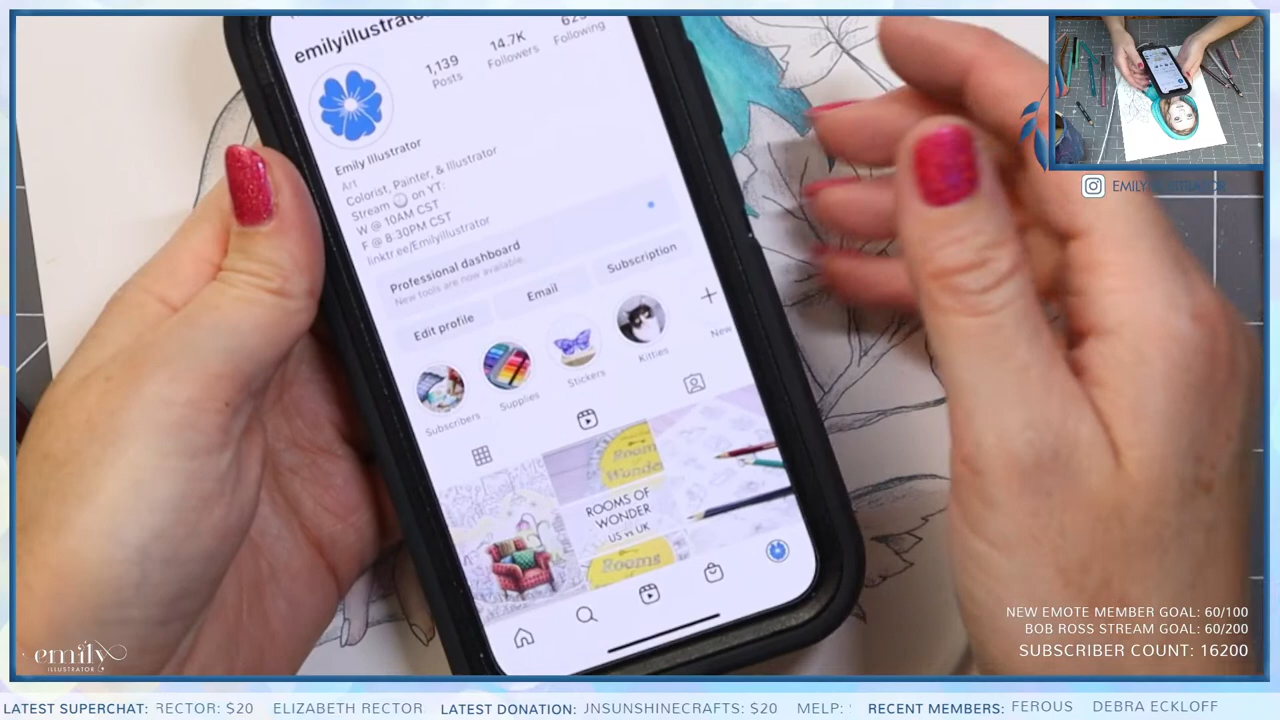 emilyillustrator
1,139
Posts
14.7K
Followers
Following
Emily Illustrator
Art
Colorist, Painter, & Illustrator
Stream on YT:
W @ 10AM CST
F @ 8.30PM CST
linktr.ee/Emilyillustrator
Professional dashboard
New tools are now available.
Edit profile
Email
Subscription
Subscribers
Supplies
Stickers
Kitties
New
Room
Wonde
ROOMS OF
WONDER
US vs UK
Rooms
EMILY
emily
ILLUSTRATOR
NEW EMOTE MEMBER GOAL: 60/100
BOB ROSS STREAM GOAL: 60/200
SUBSCRIBER COUNT: 16200
LATEST SUPERCHAT: RECTOR: $20 ELIZABETH RECTOR LATEST DONATION: JNSUNSHINECRAFTS: $20 MELP: RECENT MEMBERS: FEROUS DEBRA ECKLOFF